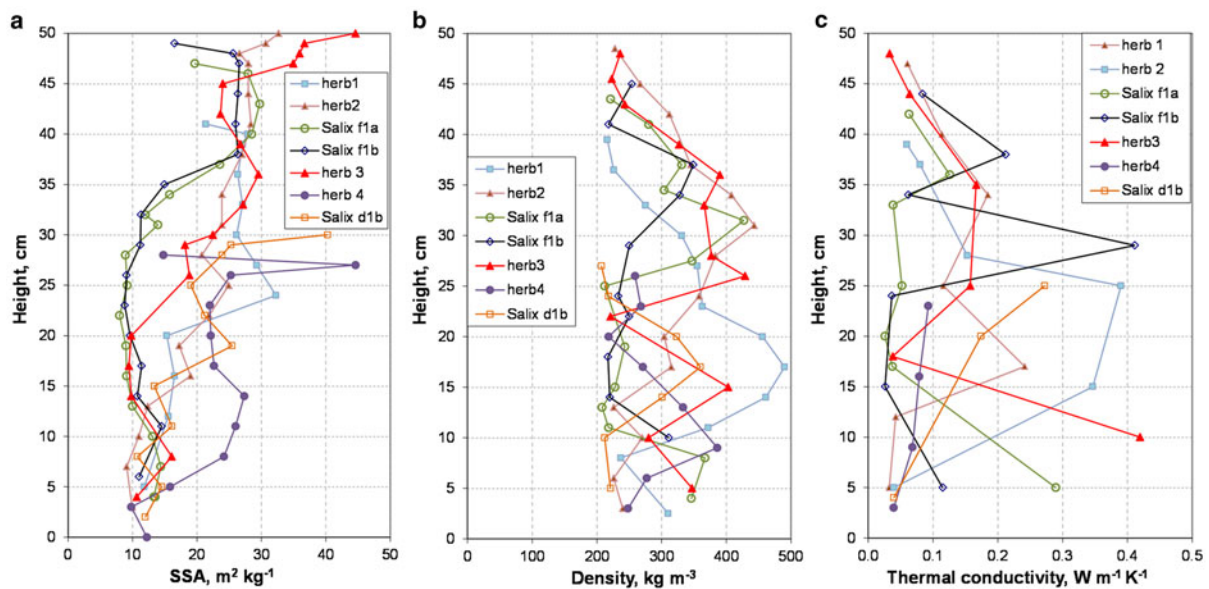 a
50
45
40
35
30
25
20
15
10
5
0
Height, cm
0 10 20 30 40 50
SSA, m² kg⁻¹
herb1
herb2
Salix f1a
Salix f1b
herb 3
herb 4
Salix d1b
b
50
45
40
35
30
25
20
15
10
5
0
Height, cm
0 100 200 300 400 500
Density, kg m⁻³
herb1
herb2
Salix f1a
Salix f1b
herb3
herb4
Salix d1b
c
50
45
40
35
30
25
20
15
10
5
0
Height, cm
0 0.1 0.2 0.3 0.4 0.5
Thermal conductivity, W m⁻¹ K⁻¹
herb 1
herb 2
Salix f1a
Salix f1b
herb3
herb4
Salix d1b